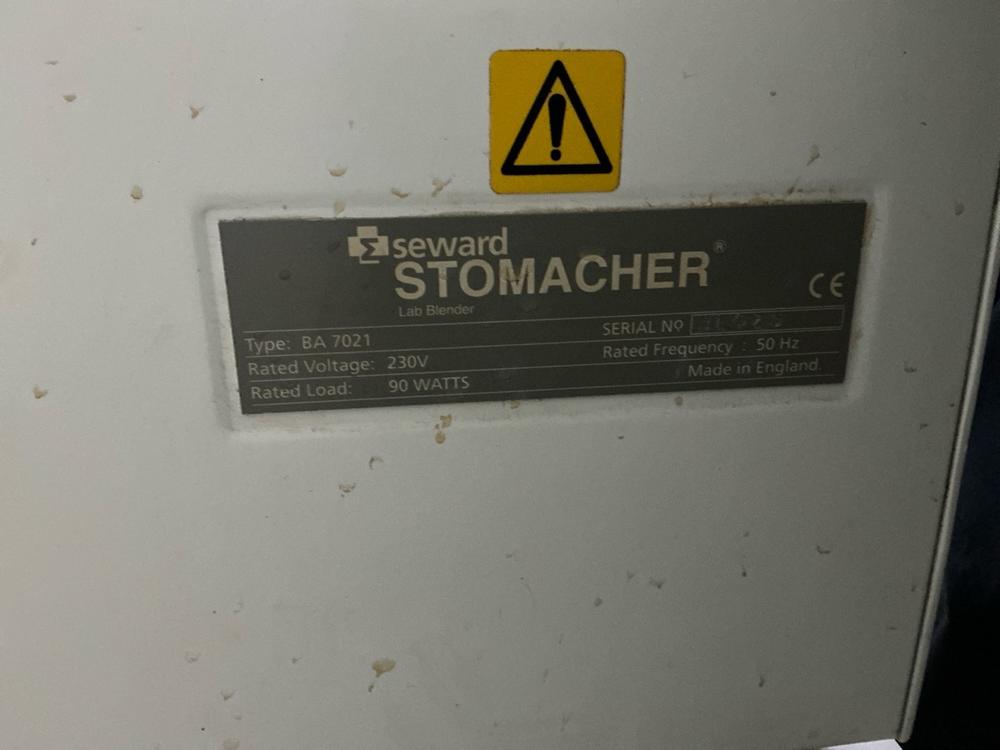 seward
STOMACHER®
CE
Lab Blender
Type: BA 7021
SERIAL Nº
Rated Voltage: 230V
Rated Frequency : 50 Hz
Rated Load: 90 WATTS
Made in England.